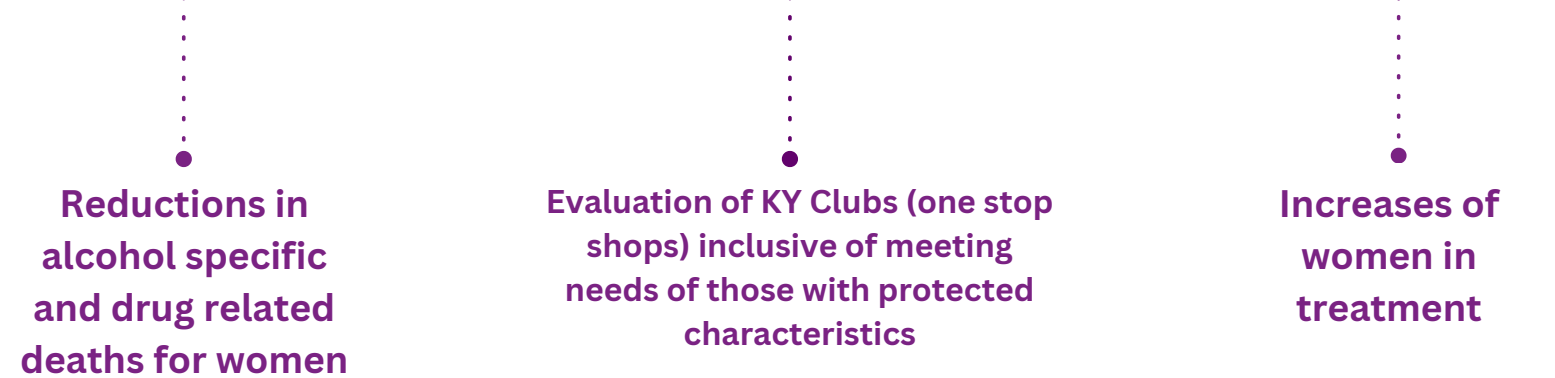 Reductions in
alcohol specific
and drug related
deaths for women
Evaluation of KY Clubs (one stop
shops) inclusive of meeting
needs of those with protected
characteristics
Increases of
women in
treatment